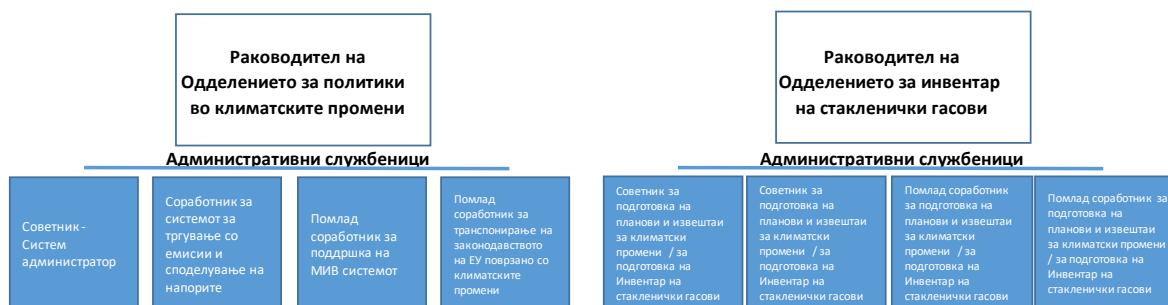 Раководител на
Одделението за политики
во климатските промени
Административни службеници
Советник -
Систем
администратор
Соработник за
системот за
тргување со
емисии и
споделување на
напорите
Помлад
соработник за
поддршка на
МИВ системот
Помлад
соработник за
транспонирање на
законодавството
на ЕУ поврзано со
климатските
промени
Раководител на
Одделението за инвентар
на стакленички гасови
Административни службеници
Советник за
подготовка на
планови и извештаи
за климатски
промени / за
подготовка на
Инвентар на
стакленички гасови
Советник за
подготовка на
планови и извештаи
за климатски
промени / за
подготовка на
Инвентар на
стакленички гасови
Помлад соработник
за подготовка на
планови и извештаи
за климатски
промени / за
подготовка на
Инвентар на
стакленички гасови
Помлад соработник за
подготовка на
планови и извештаи
за климатски промени
/ за подготовка на
Инвентар на
стакленички гасови